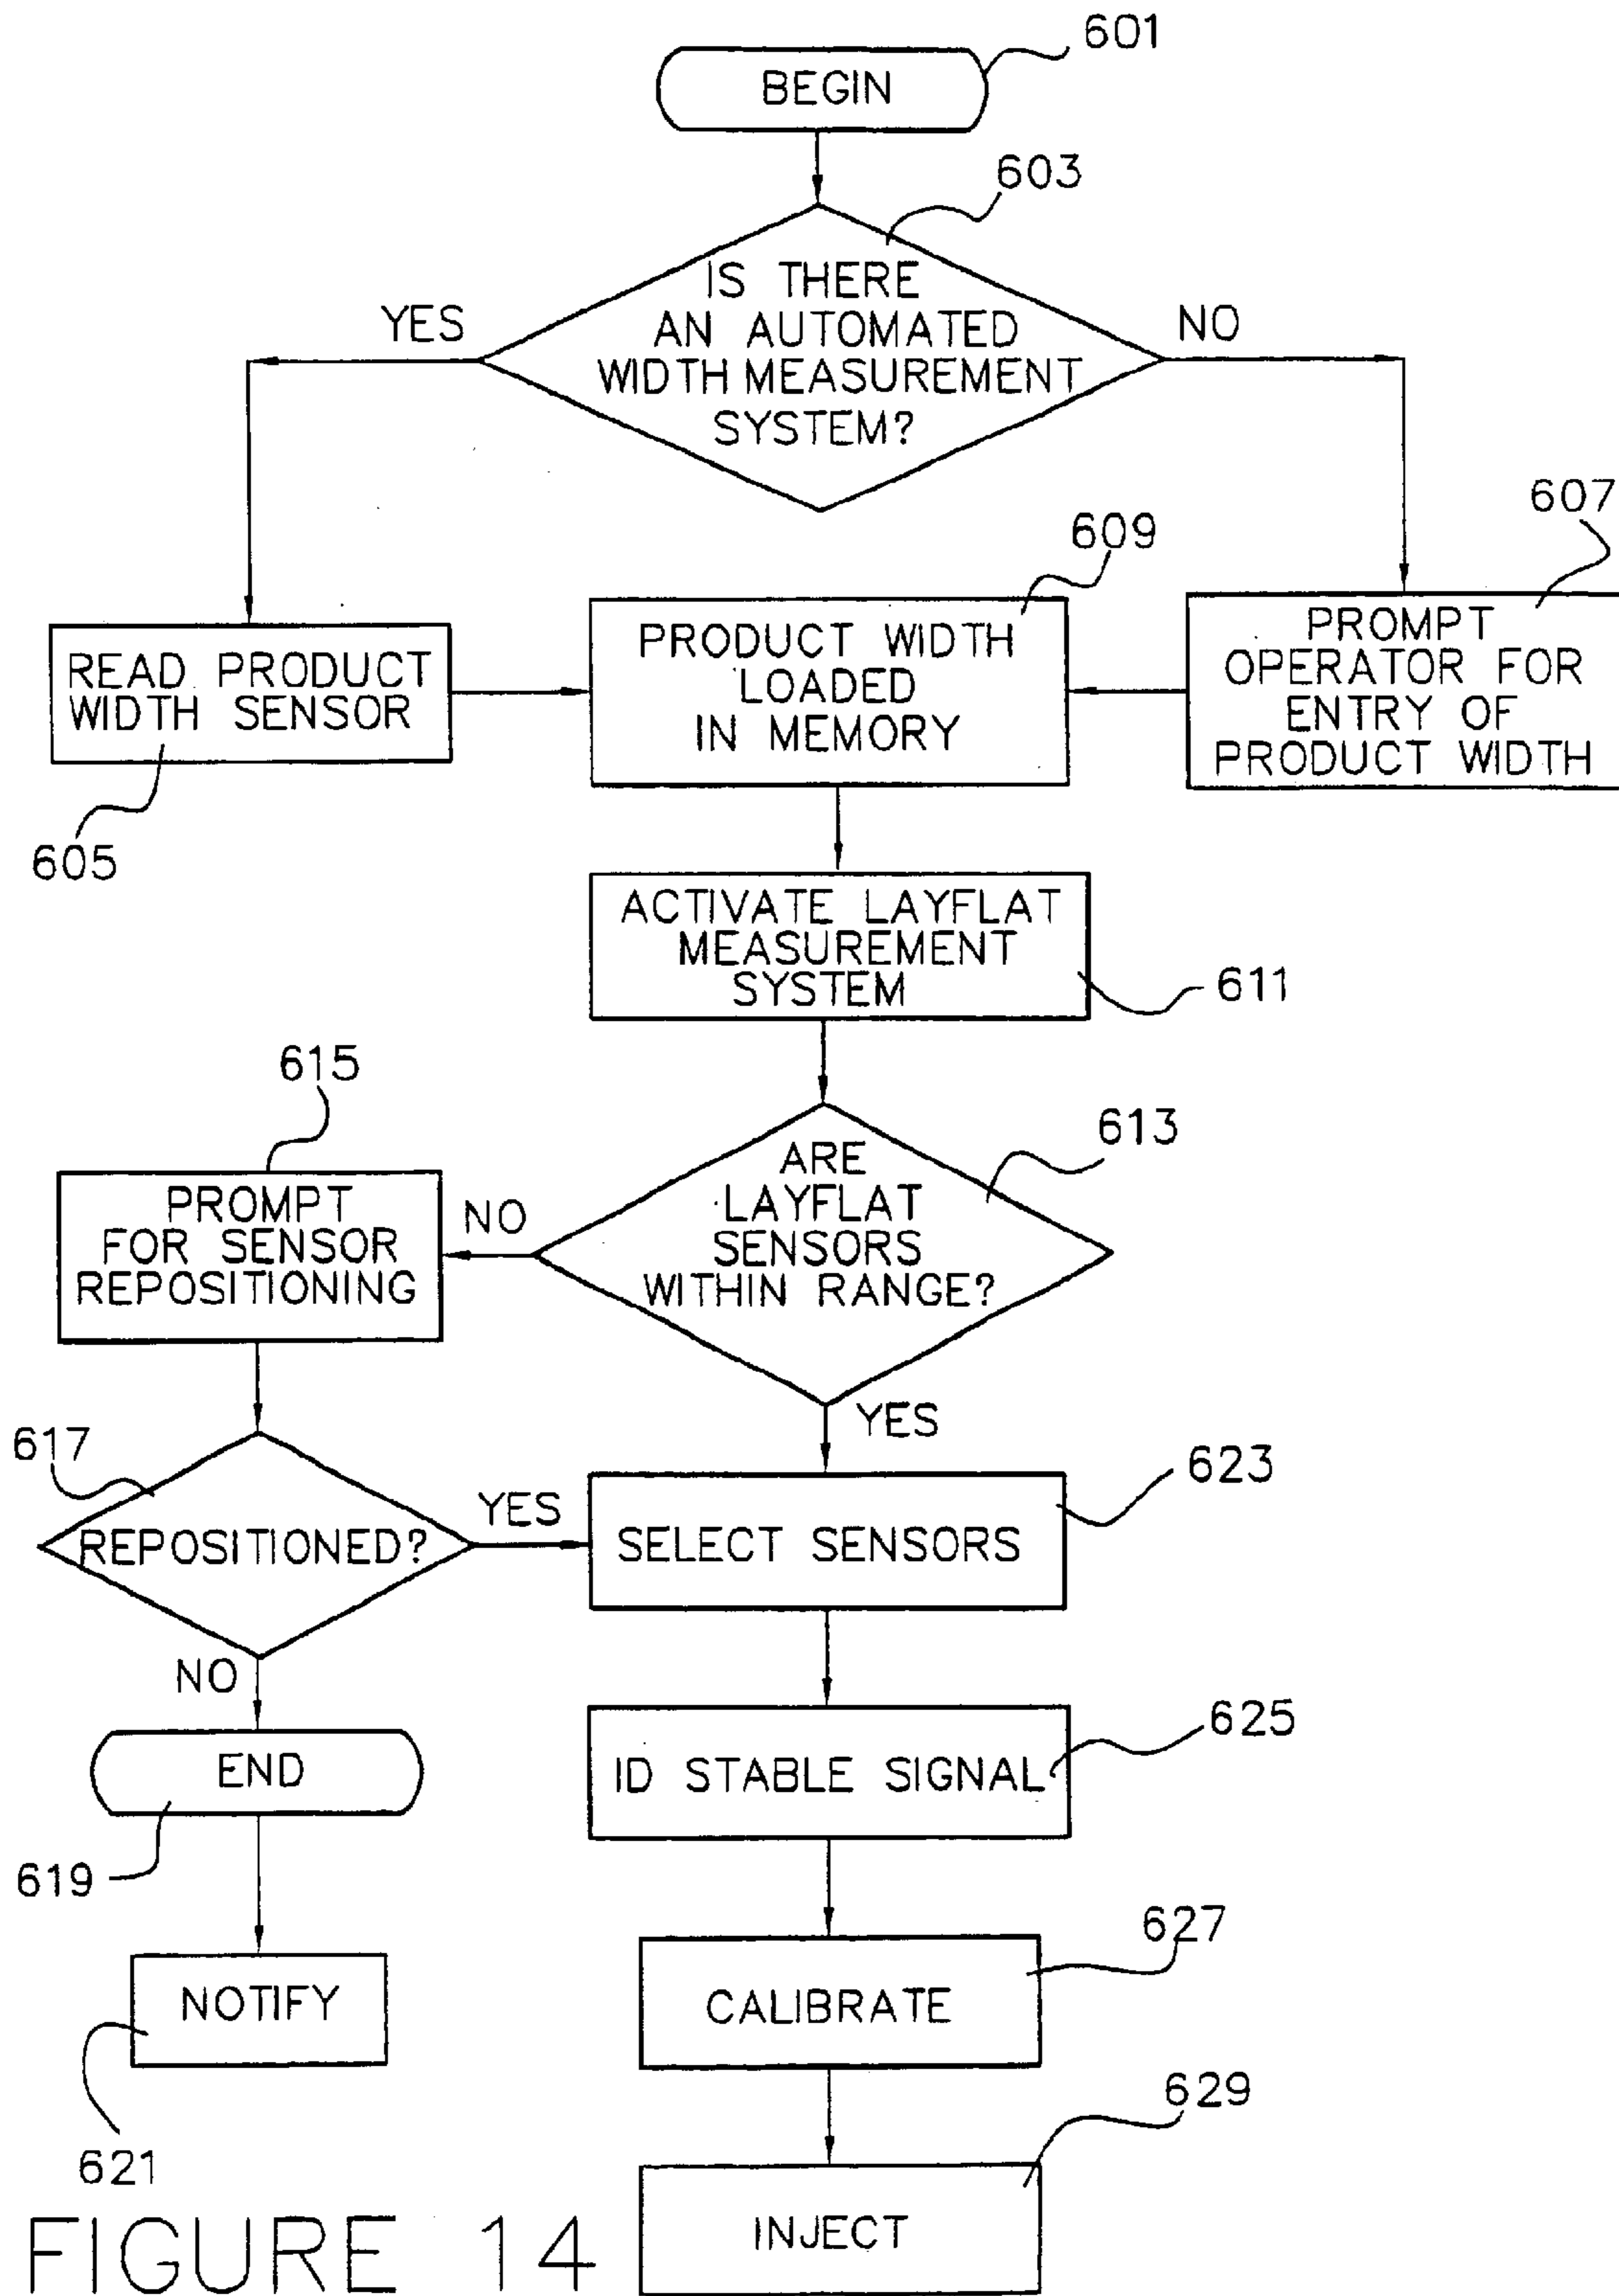 601
BEGIN
603
IS THERE
AN AUTOMATED
WIDTH MEASUREMENT
SYSTEM?
YES
NO
607
609
READ PRODUCT
WIDTH SENSOR
605
PRODUCT WIDTH
LOADED
IN MEMORY
PROMPT
OPERATOR FOR
ENTRY OF
PRODUCT WIDTH
ACTIVATE LAYFLAT
MEASUREMENT
SYSTEM
611
615
613
PROMPT
FOR SENSOR
REPOSITIONING
NO
ARE
LAYFLAT
SENSORS
WITHIN RANGE?
YES
617
REPOSITIONED?
YES
623
SELECT SENSORS
NO
END
619
625
ID STABLE SIGNAL
627
NOTIFY
621
CALIBRATE
629
INJECT
FIGURE 14